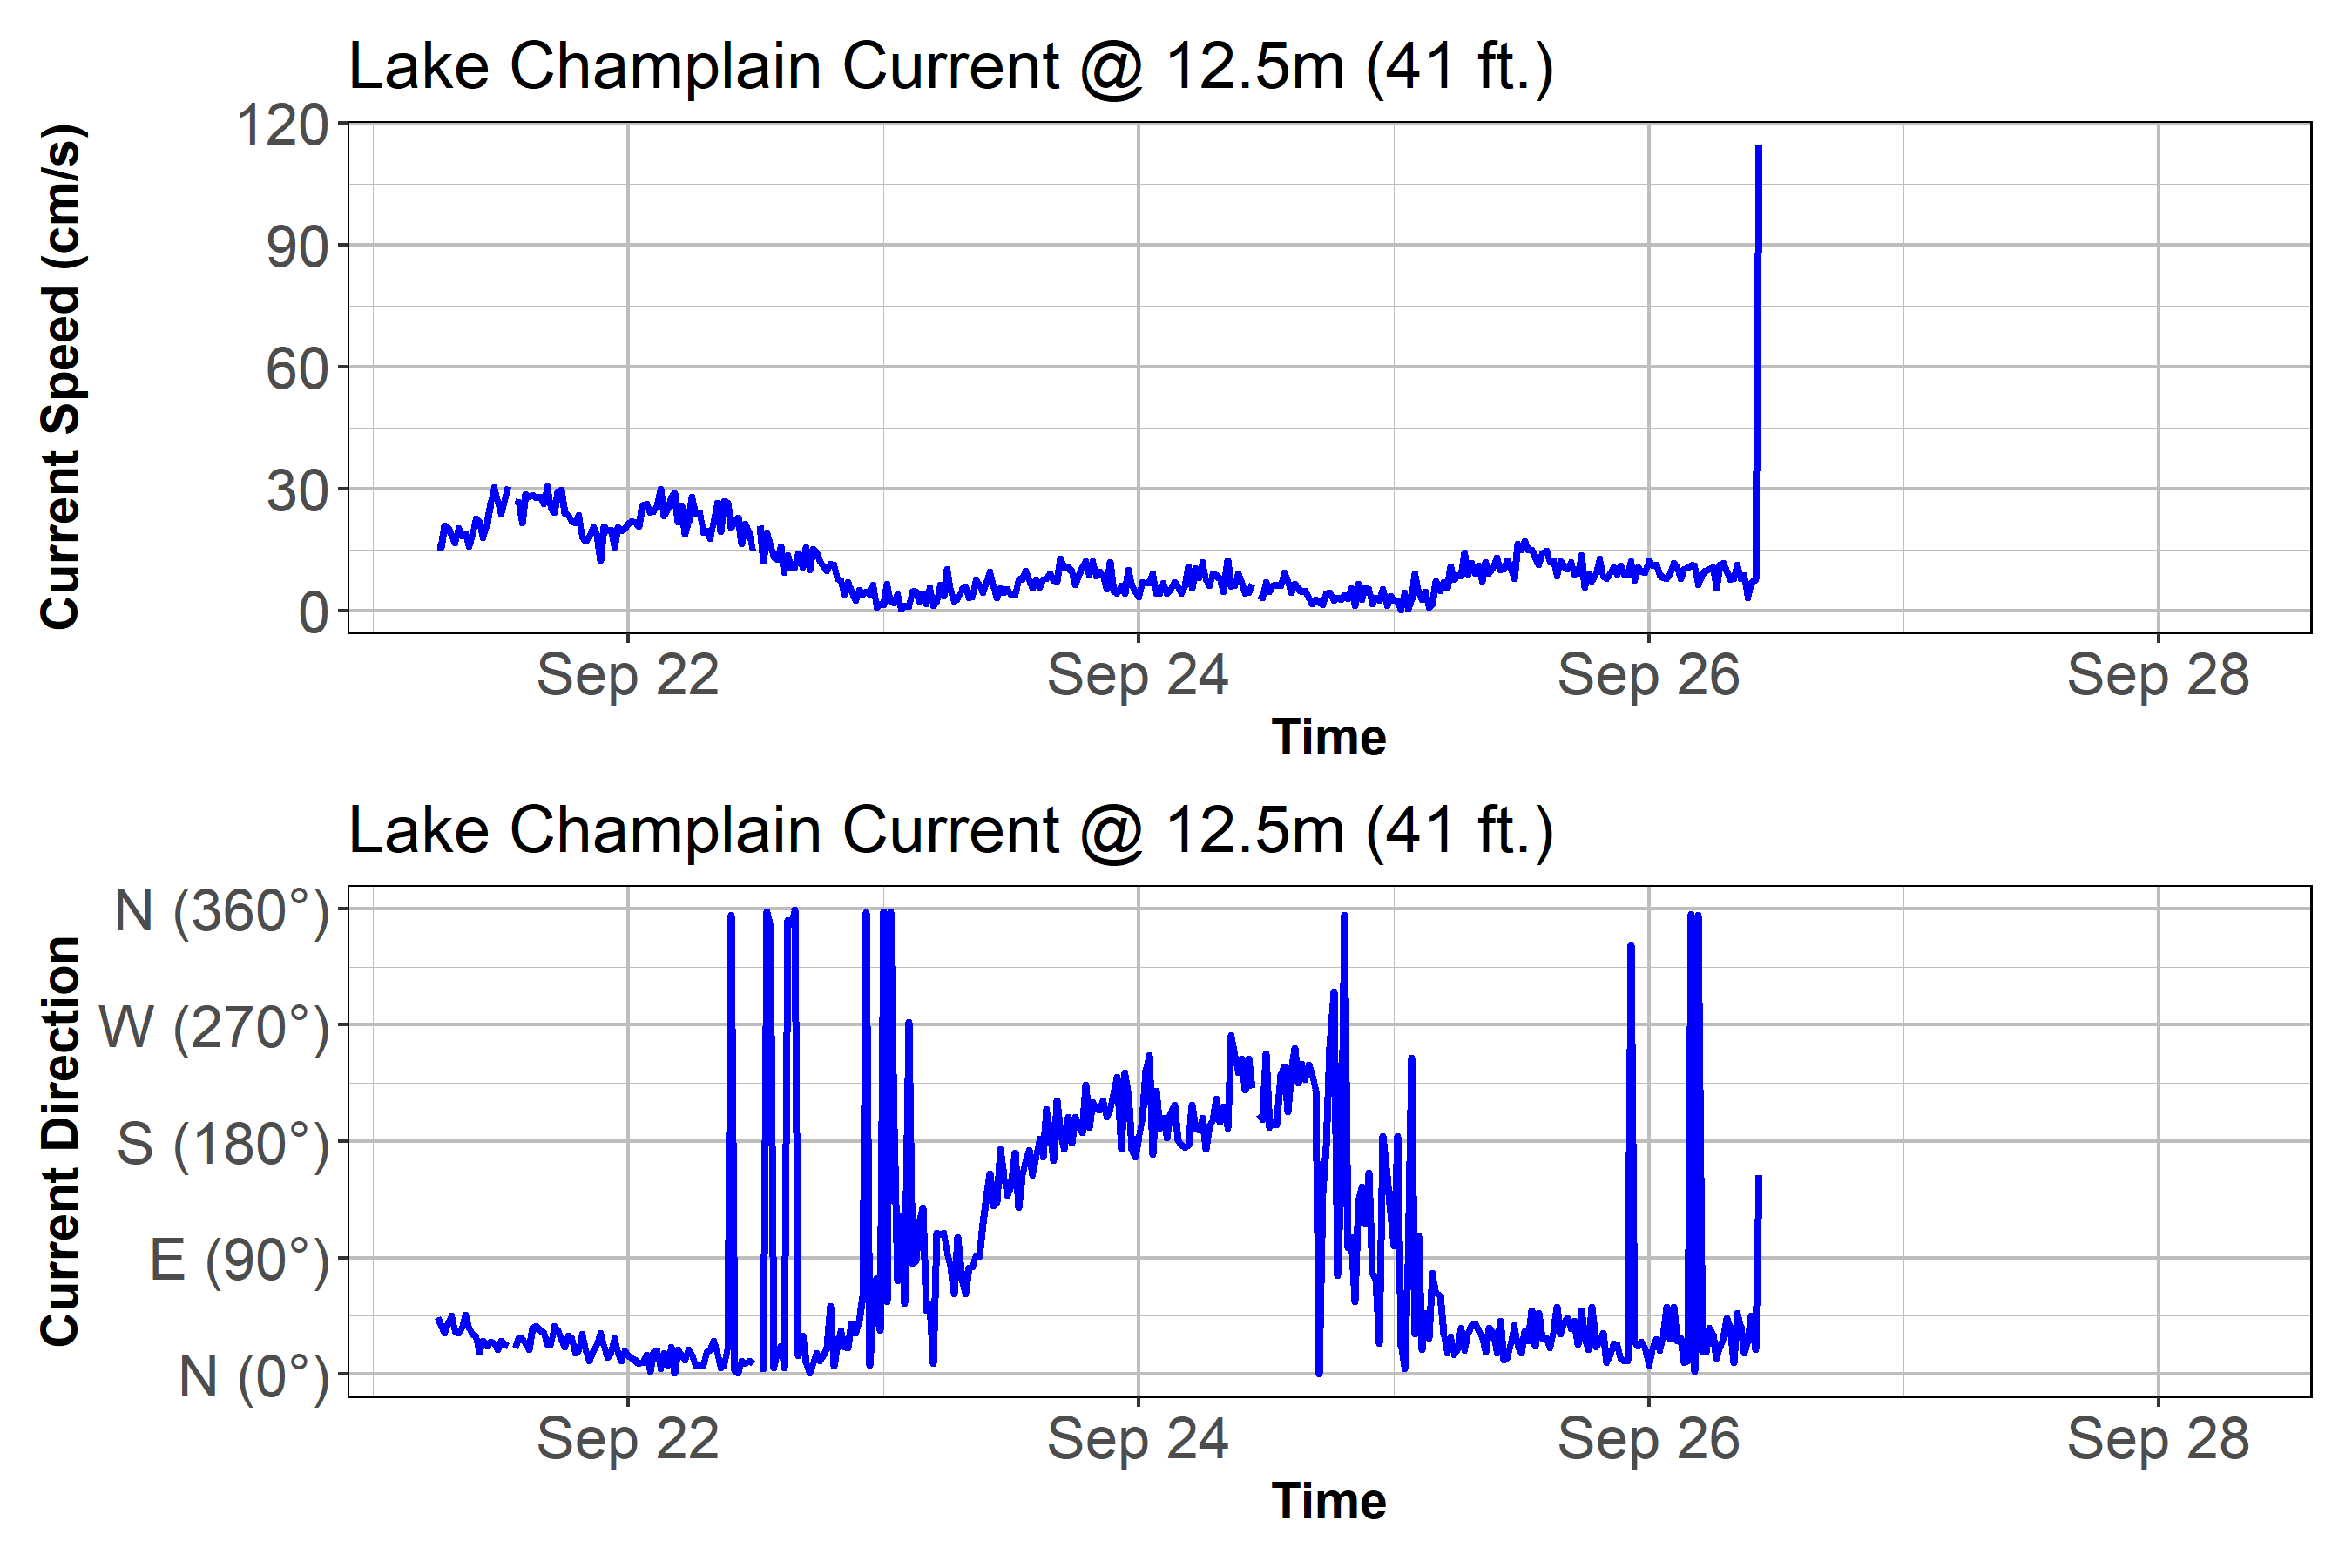 Lake Champlain Current @ 12.5m (41 ft.)
Current Speed (cm/s)
120
90
60
30
0
Sep 22
Sep 24
Sep 26
Sep 28
Time
Lake Champlain Current @ 12.5m (41 ft.)
Current Direction
N (360°)
W (270°)
S (180°)
E (90°)
N (0°)
Sep 22
Sep 24
Sep 26
Sep 28
Time